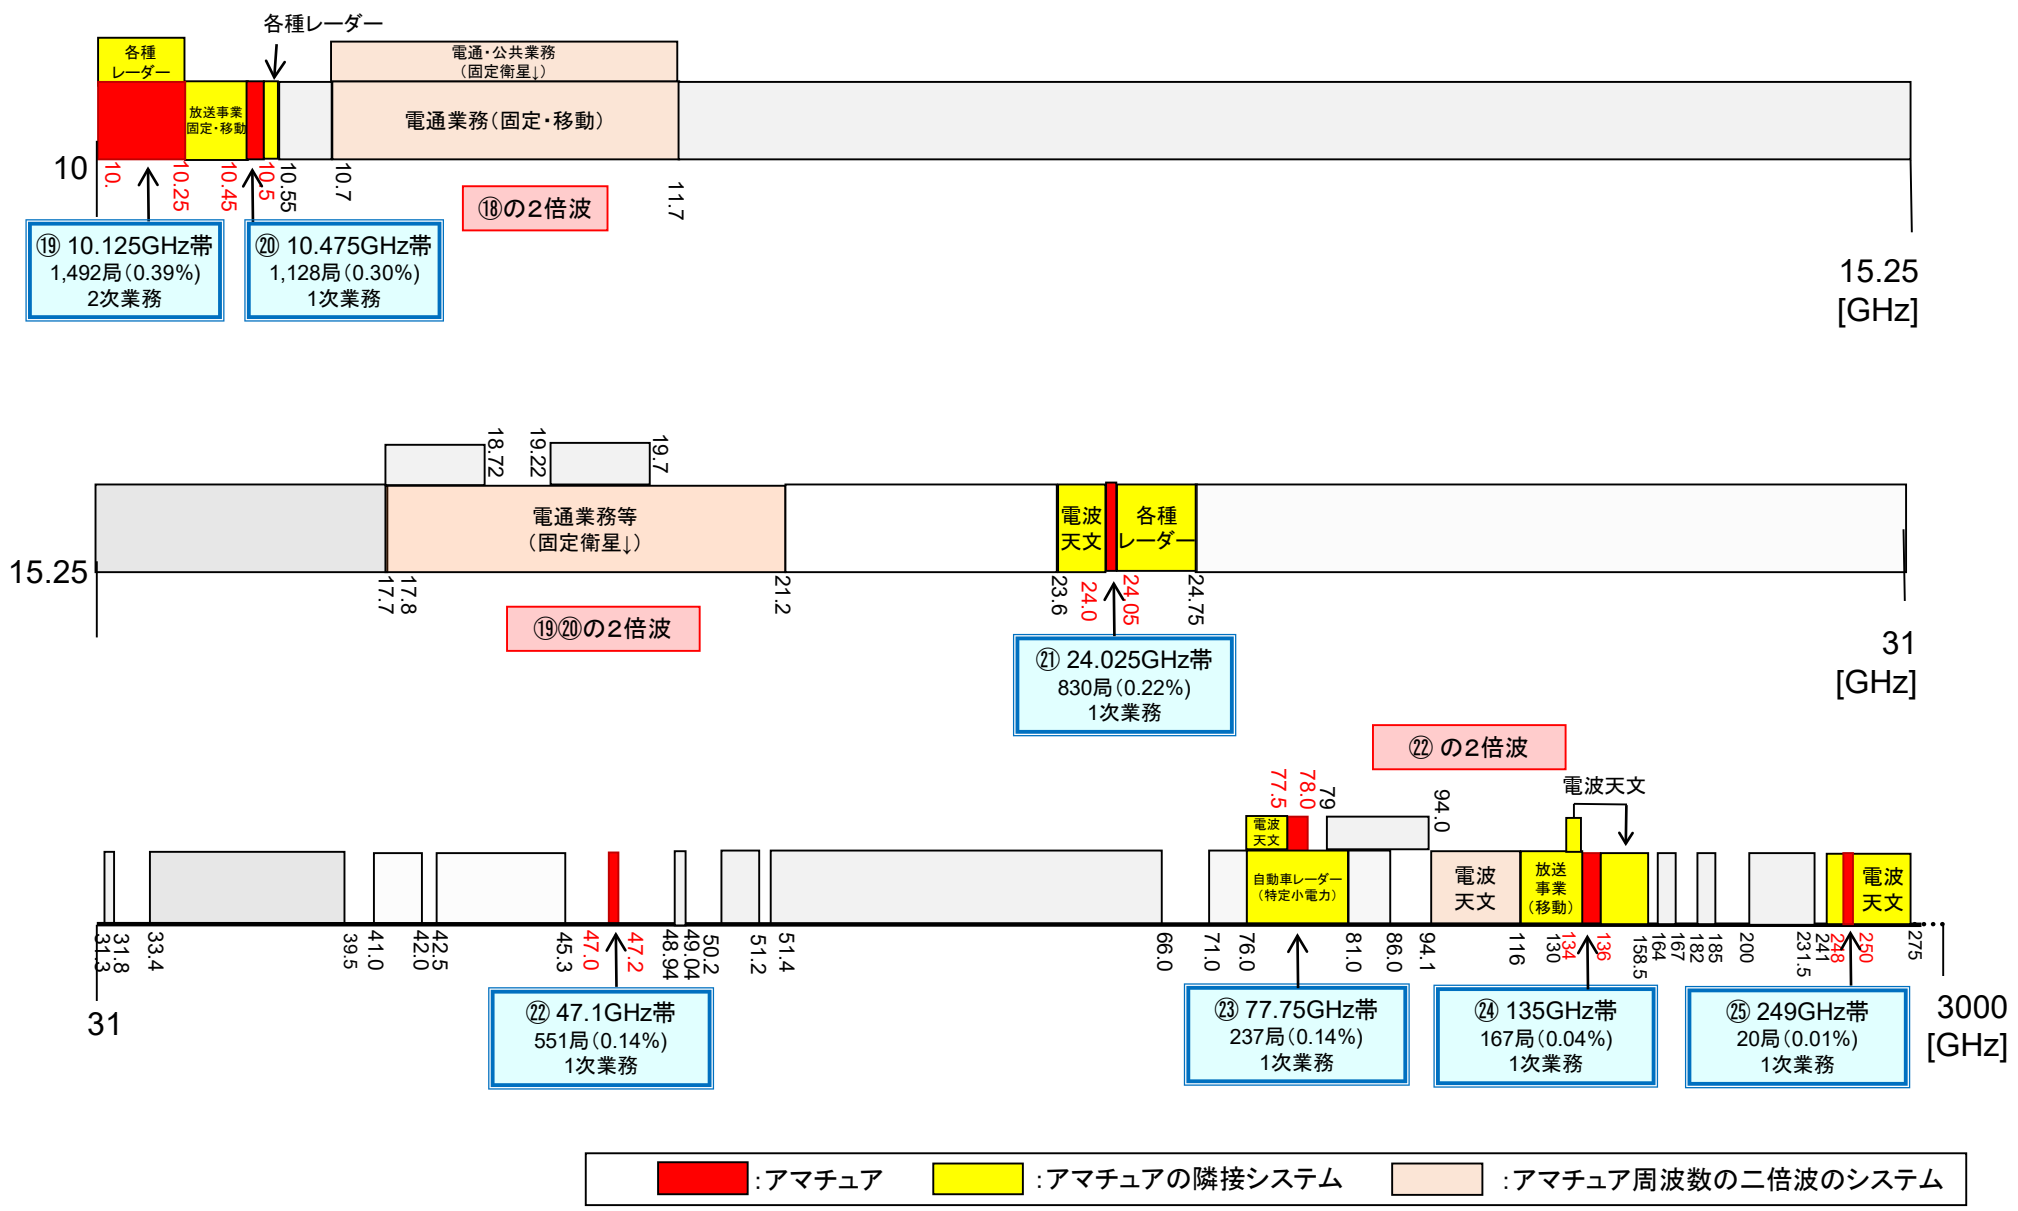 各種レーダー
各種
レーダー
電通・公共業務
(固定衛星↓)
放送事業
固定・移動
電通業務(固定・移動)
10
10.
10.25
10.45
10.5
10.55
10.7
11.7
⑱の2倍波
⑲ 10.125GHz帯
1,492局(0.39%)
2次業務
⑳ 10.475GHz帯
1,128局(0.30%)
1次業務
15.25
[GHz]
18.72
19.22
19.7
電通業務等
(固定衛星↓)
電波
天文
各種
レーダー
15.25
17.7
17.8
21.2
23.6
24.0
24.05
24.75
⑲⑳の2倍波
㉑ 24.025GHz帯
830局(0.22%)
1次業務
31
[GHz]
㉒ の2倍波
77.5
78.0
79
94.0
電波天文
電波
天文
自動車レーダー
(特定小電力)
電波
天文
放送
事業
(移動)
電波
天文
31.3
31.8
33.4
39.5
41.0
42.0
42.5
45.3
47.0
47.2
48.94
49.04
50.2
51.2
51.4
66.0
71.0
76.0
81.0
86.0
94.1
116
130
134
136
158.5
164
167
182
185
200
231.5
241
248
250
275
31
㉒ 47.1GHz帯
551局(0.14%)
1次業務
㉓ 77.75GHz帯
237局(0.14%)
1次業務
㉔ 135GHz帯
167局(0.04%)
1次業務
㉕ 249GHz帯
20局(0.01%)
1次業務
3000
[GHz]
:アマチュア
:アマチュアの隣接システム
:アマチュア周波数の二倍波のシステム